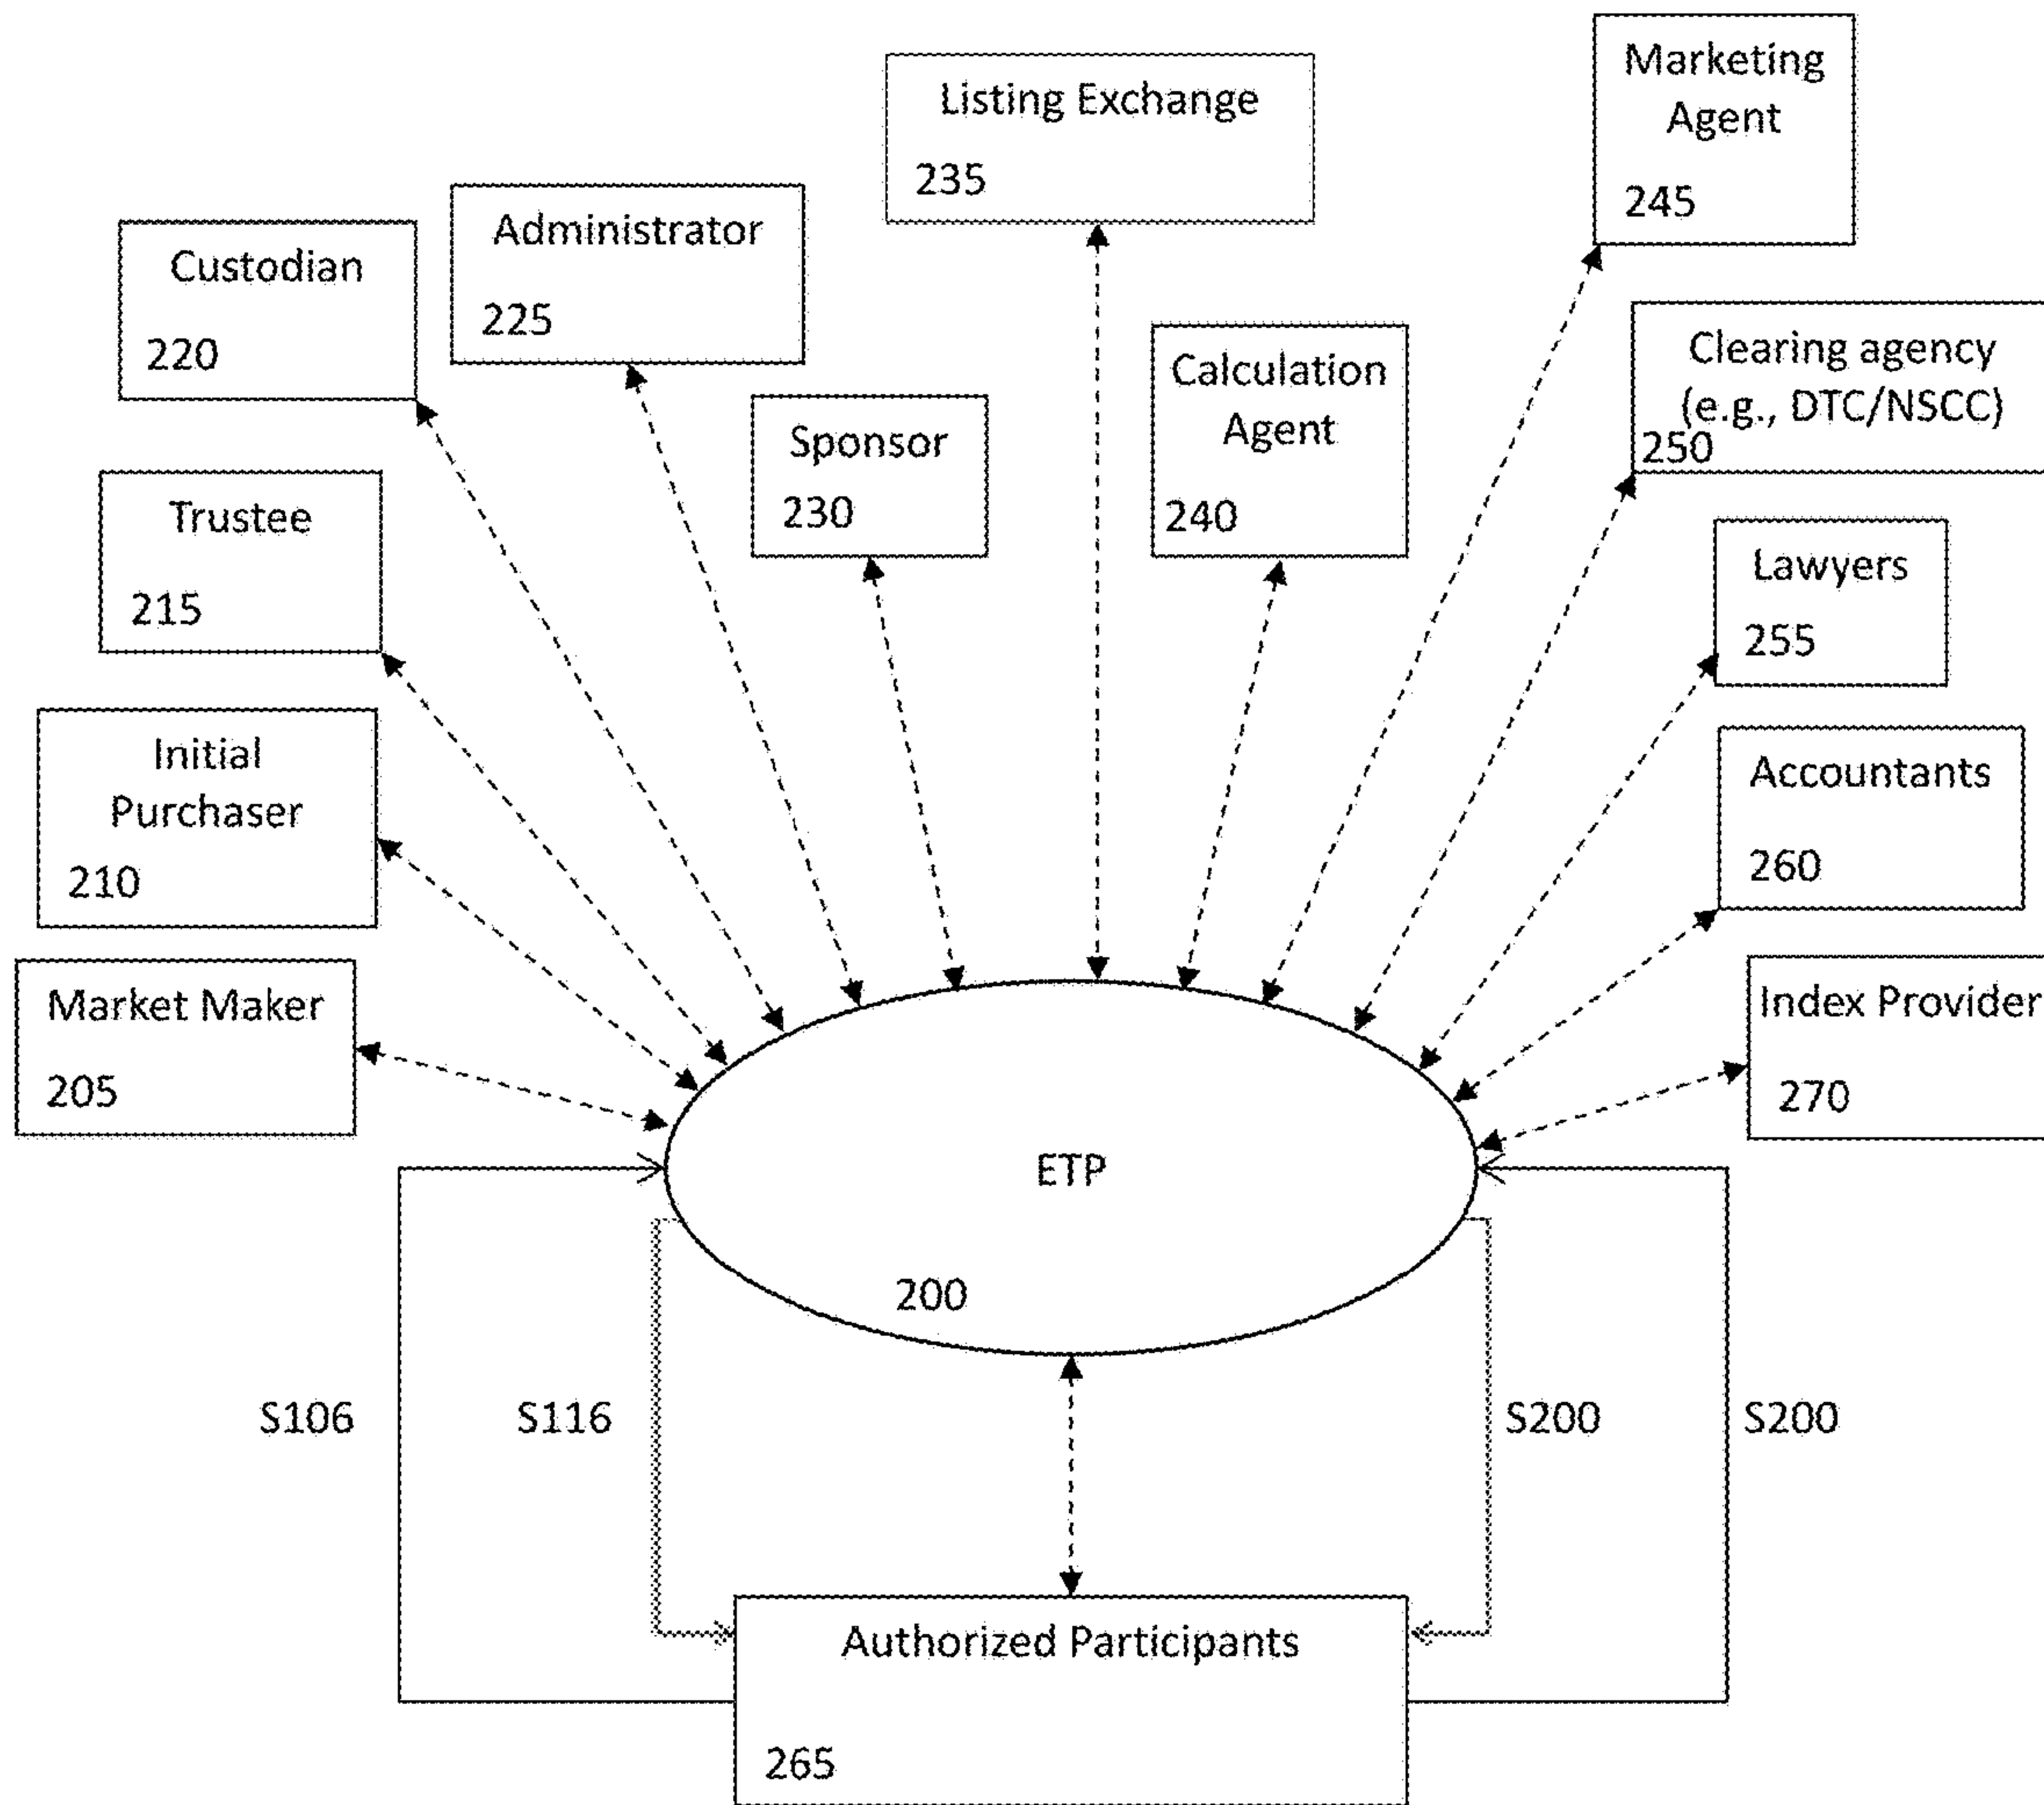 Marketing
Agent
245
Listing Exchange
235
Administrator
225
Custodian
220
Clearing agency
(e.g., DTC/NSCC)
250
Calculation
Agent
240
Sponsor
230
Trustee
215
Lawyers
255
Initial
Purchaser
210
Accountants
260
Market Maker
205
Index Provider
270
ETP
200
S106
S116
S200
S200
Authorized Participants
265